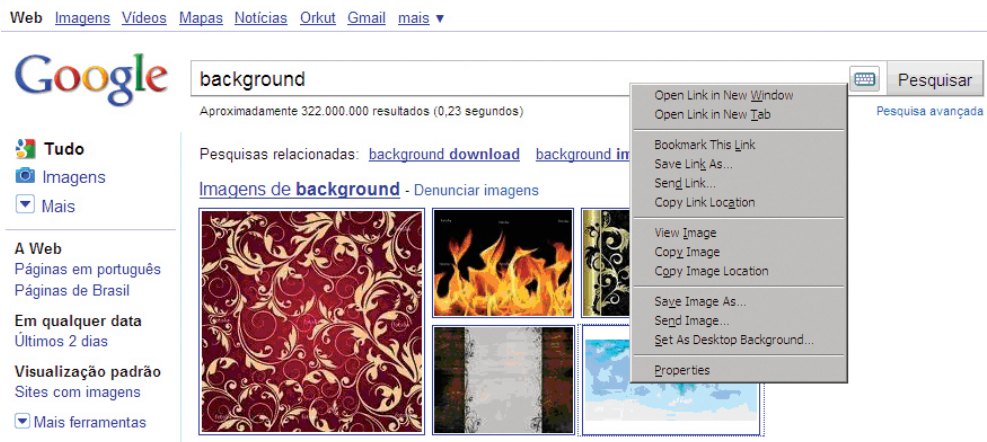 Web Imagens Vídeos Mapas Notícias Orkut Gmail mais ▼
Google
background
Pesquisar
Aproximadamente 322.000.000 resultados (0,23 segundos)
Pesquisa avançada
Tudo
Imagens
Mais
A Web
Páginas em português
Páginas de Brasil
Em qualquer data
Últimos 2 dias
Visualização padrão
Sites com imagens
Mais ferramentas
Pesquisas relacionadas: background download background
Imagens de background - Denunciar imagens
Open Link in New Window
Open Link in New Tab
Bookmark This Link
Save Link As...
Send Link...
Copy Link Location
View Image
Copy Image
Copy Image Location
Save Image As...
Send Image...
Set As Desktop Background...
Properties